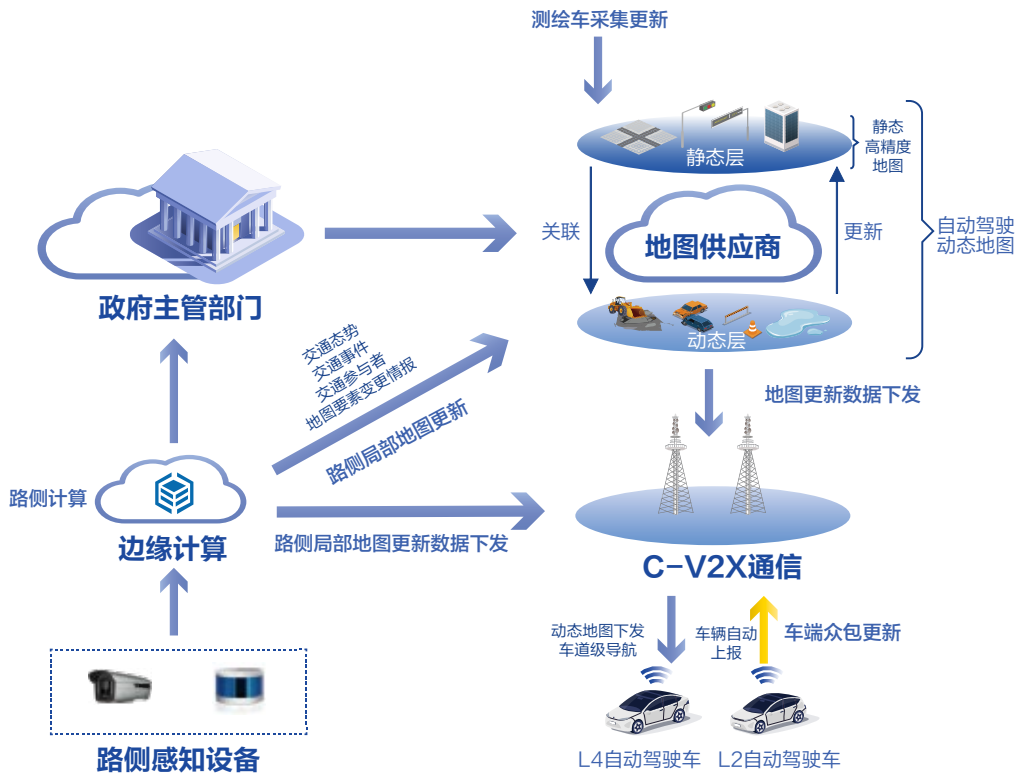 测绘车采集更新
静态层
静态
高精度
地图
关联
地图供应商
更新
自动驾驶
动态地图
政府主管部门
动态层
交通态势
交通事件
交通参与者
地图要素变更情报
路侧局部地图更新
地图更新数据下发
路侧计算
边缘计算
路侧局部地图更新数据下发
C-V2X通信
动态地图下发
车道级导航
车辆自动
上报
车端众包更新
路侧感知设备
L4自动驾驶车
L2自动驾驶车